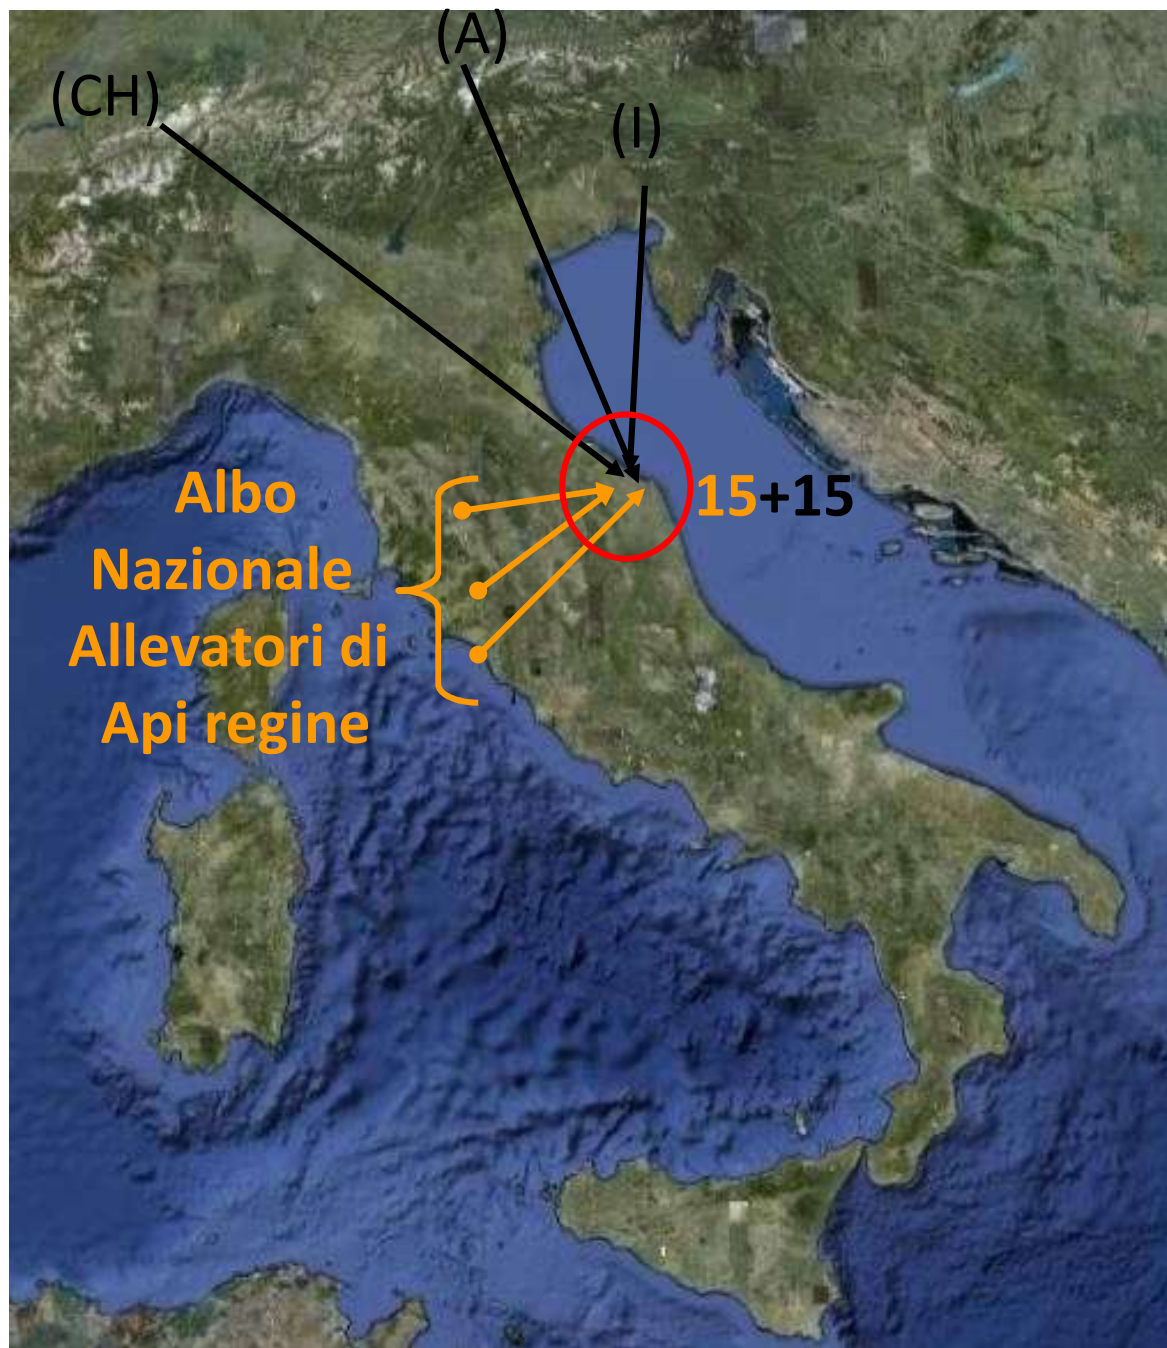 (A)
(CH)
(I)
Albo
Nazionale
Allevatori di
Api regine
15+15